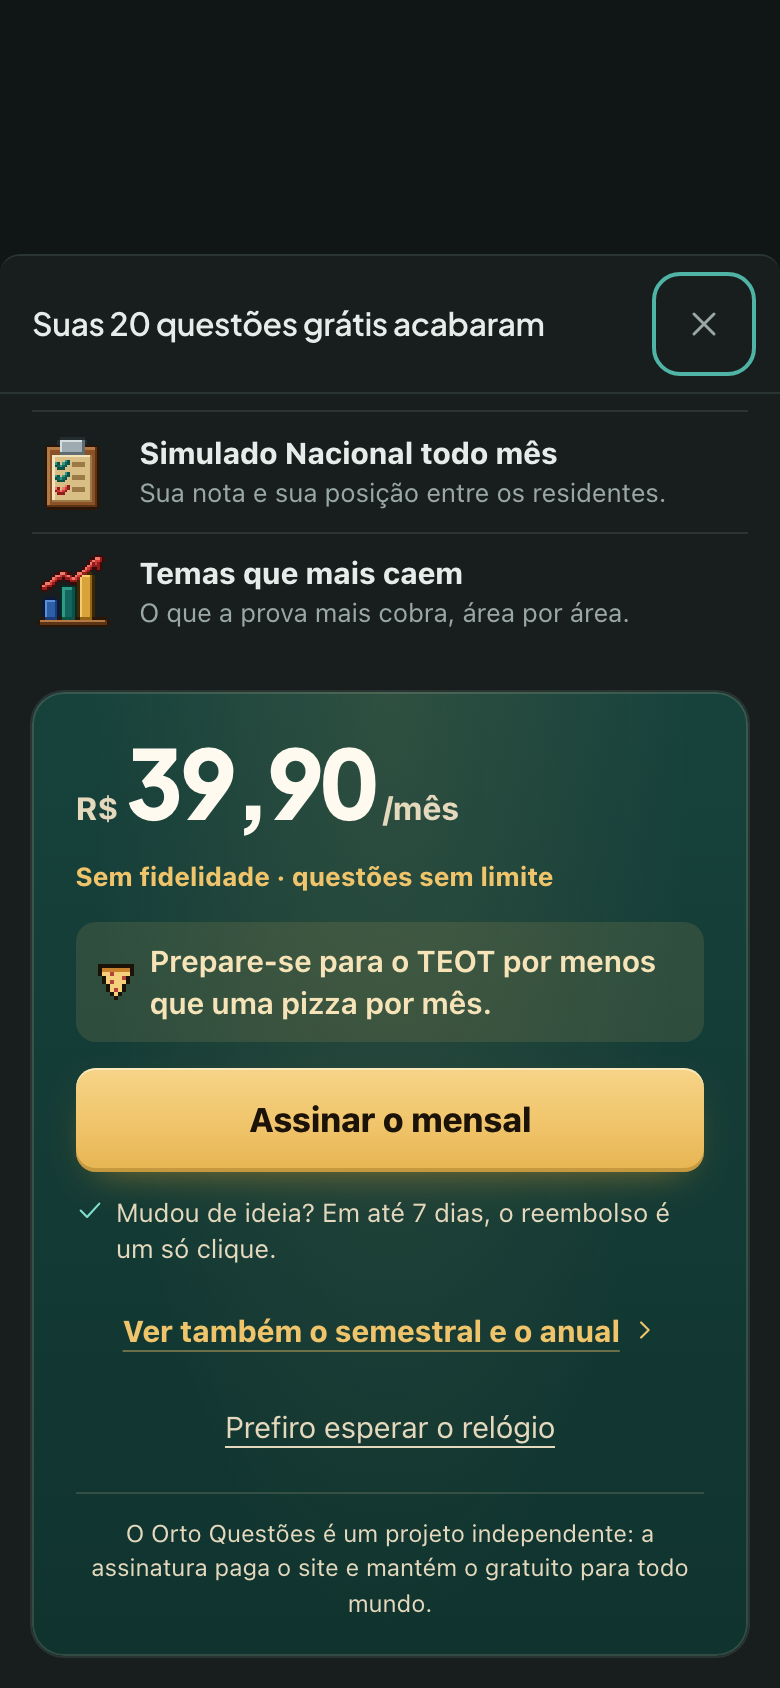 Suas 20 questões grátis acabaram
Simulado Nacional todo mês
Sua nota e sua posição entre os residentes.
Temas que mais caem
O que a prova mais cobra, área por área.
R$ 39,90/mês
Sem fidelidade · questões sem limite
Prepare-se para o TEOT por menos
que uma pizza por mês.
Assinar o mensal
Mudou de ideia? Em até 7 dias, o reembolso é
um só clique.
Ver também o semestral e o anual
Prefiro esperar o relógio
O Orto Questões é um projeto independente: a
assinatura paga o site e mantém o gratuito para todo
mundo.